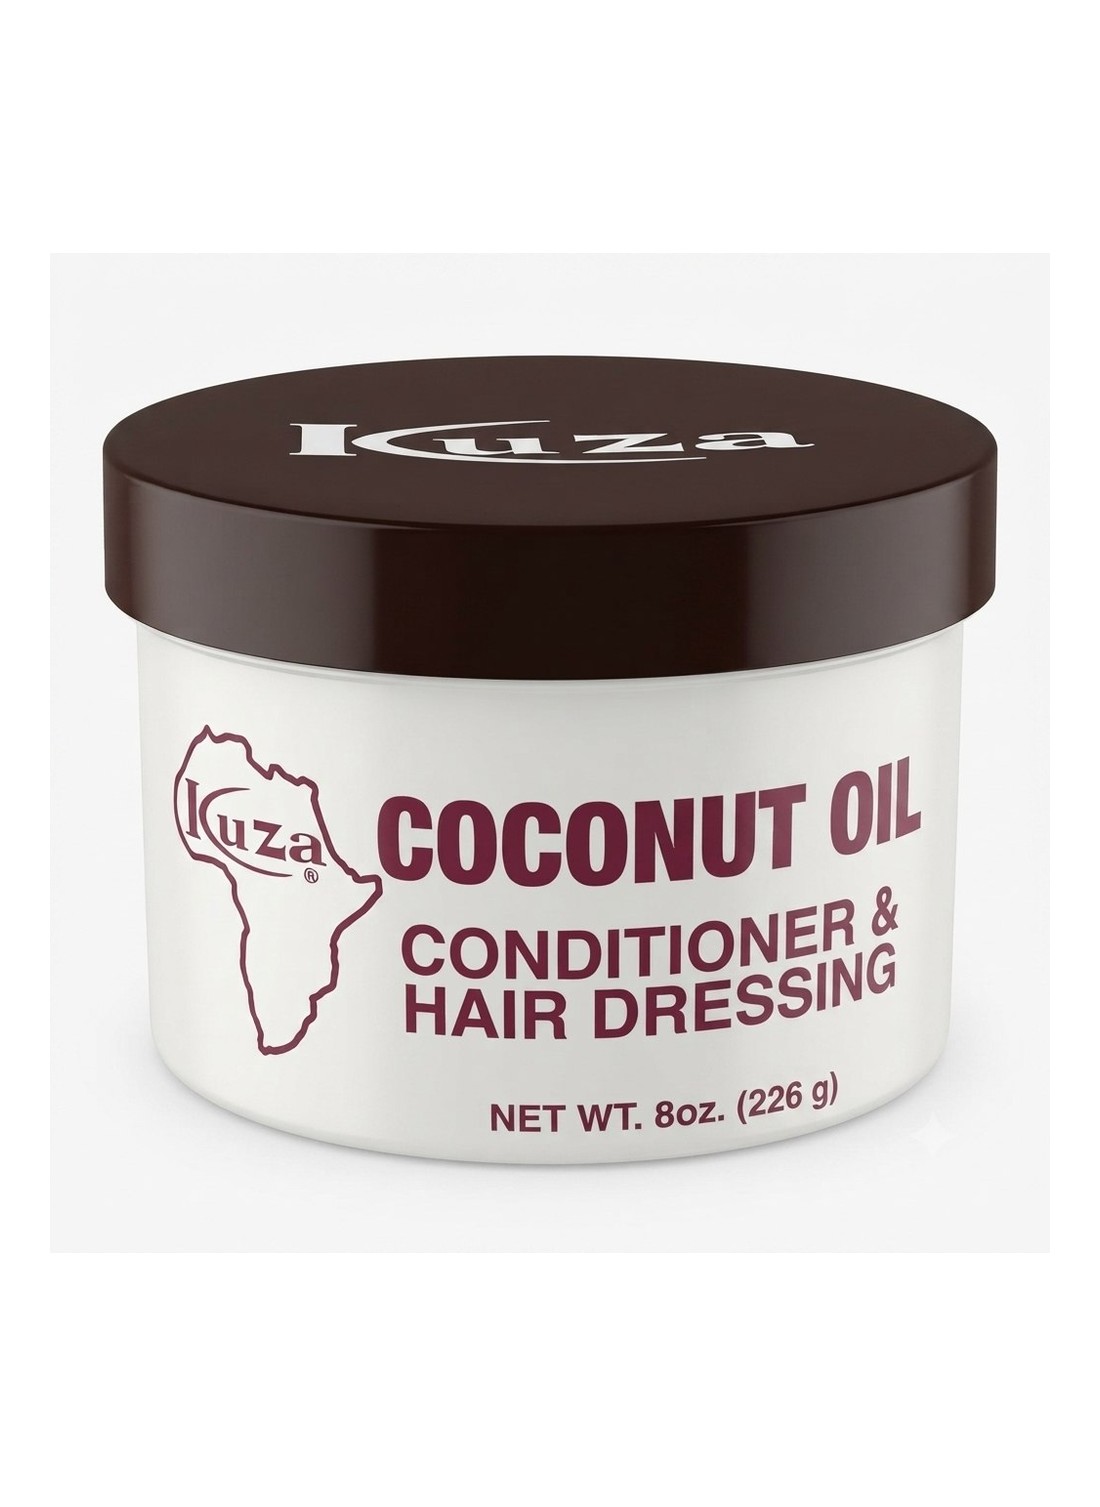 Kuza
Kuza®
COCONUT OIL
CONDITIONER &
HAIR DRESSING
NET WT. 8oz. (226 g)